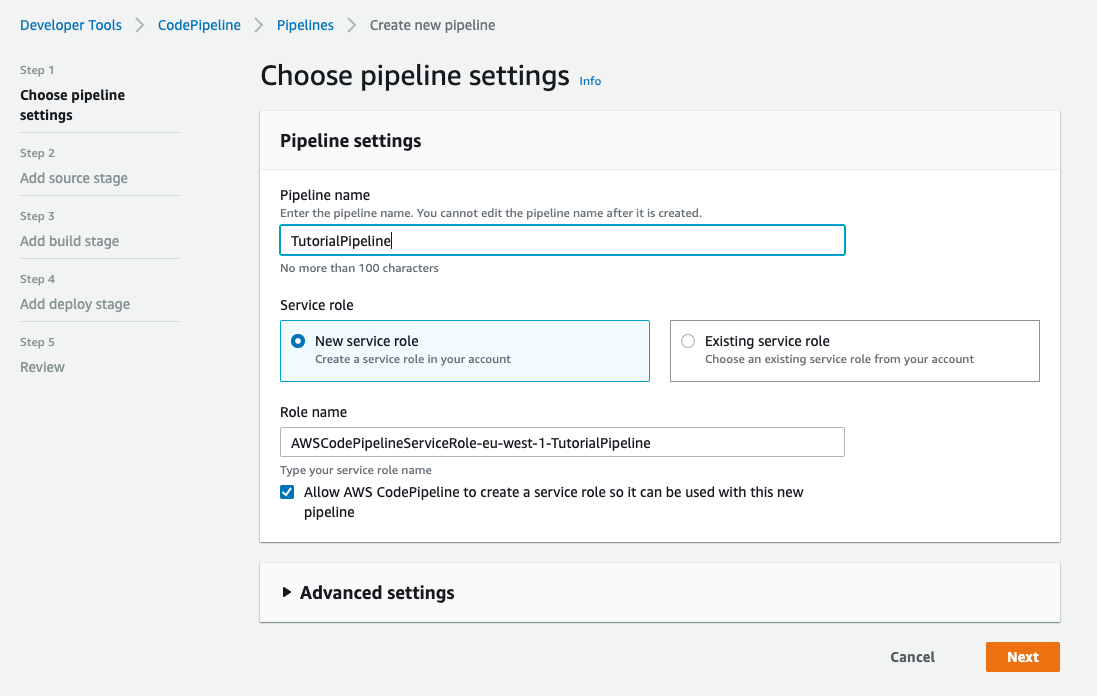 Developer Tools > CodePipeline > Pipelines > Create new pipeline
Step 1
Choose pipeline
settings
Step 2
Add source stage
Step 3
Add build stage
Step 4
Add deploy stage
Step 5
Review
Choose pipeline settings Info
Pipeline settings
Pipeline name
Enter the pipeline name. You cannot edit the pipeline name after it is created.
TutorialPipeline
No more than 100 characters
Service role
New service role
Create a service role in your account
Existing service role
Choose an existing service role from your account
Role name
AWSCodePipelineServiceRole-eu-west-1-TutorialPipeline
Type your service role name
Allow AWS CodePipeline to create a service role so it can be used with this new
pipeline
Advanced settings
Cancel
Next